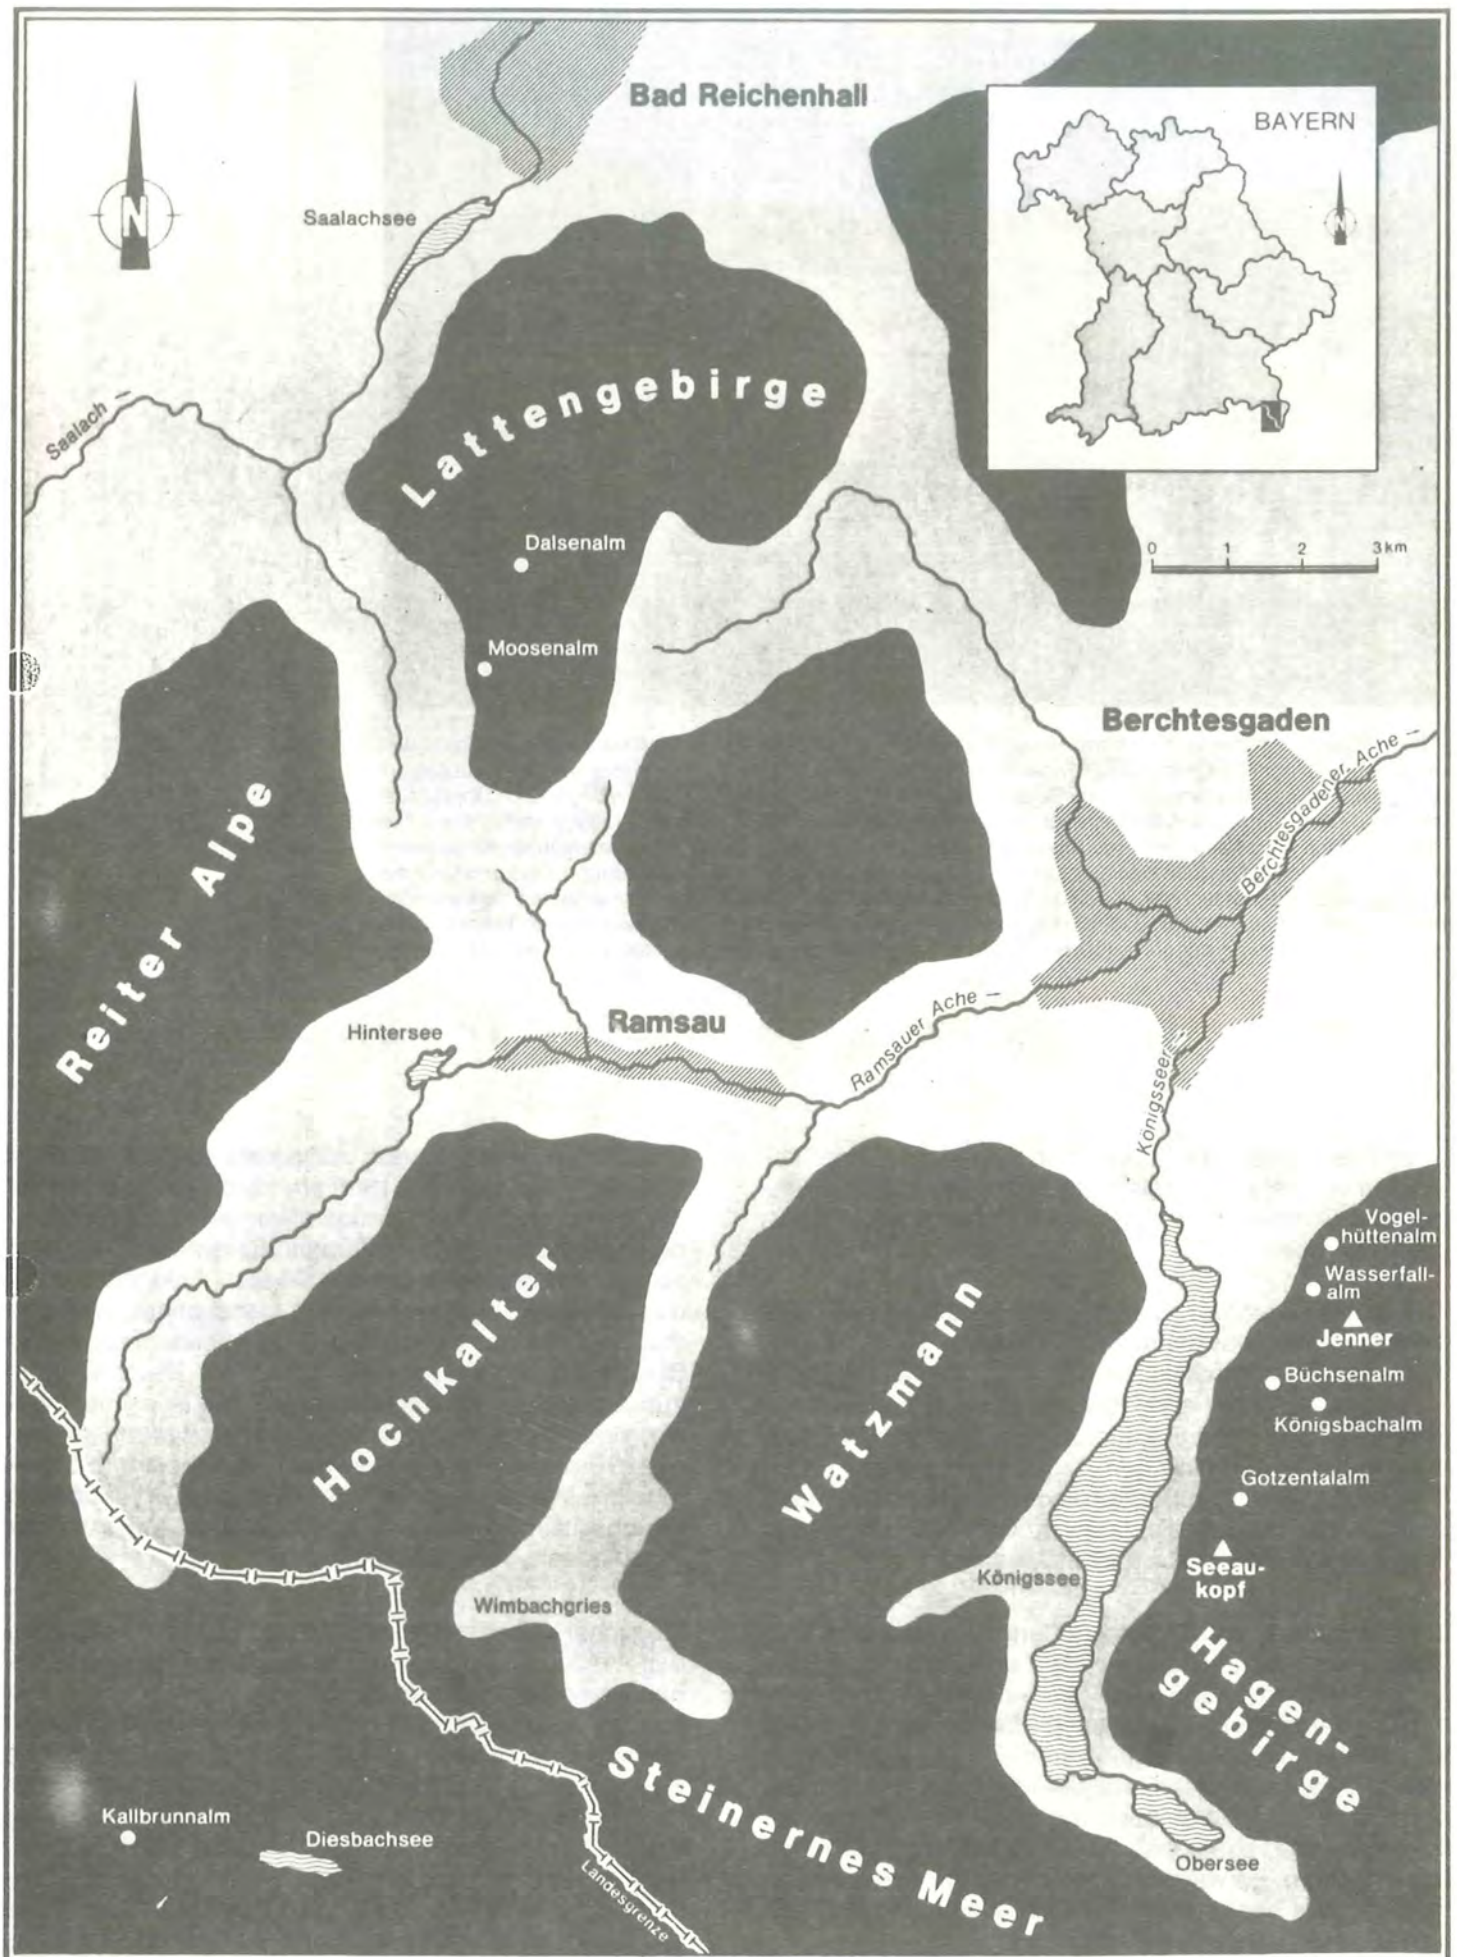 Bad Reichenhall
BAYERN
N
N
Saalachsee
Saalach
Lattengebirge
Dalsenalm
0 1 2 3 km
Moosenalm
Berchtesgaden
Berchtesgadener Ache
Reiter Alpe
Ramsau
Hintersee
Ramsauer Ache
Königsseer
Vogel-
hüttenalm
Wasserfall-
alm
Jenner
Büchsenalm
Königsbachalm
Hochkalter
Watzmann
Gotzentalalm
Seeau-
kopf
Königssee
Wimbachgries
Hagen-
gebirge
Steinernes Meer
Kallbrunnalm
Diesbachsee
Obersee
Landesgrenze